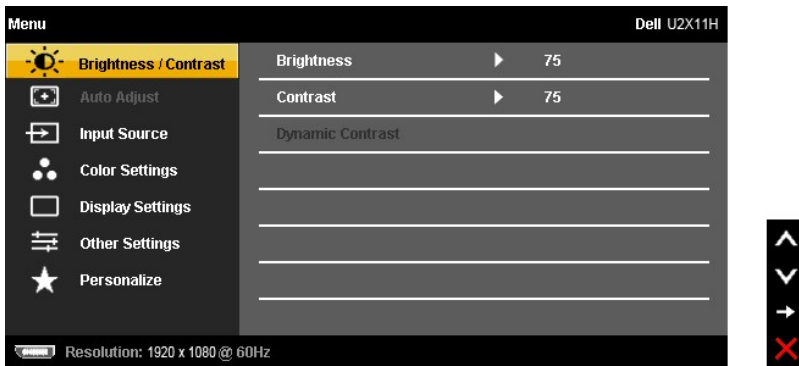 Menu Dell U2X11H
Brightness / Contrast
Brightness 75
Auto Adjust
Contrast 75
Input Source
Dynamic Contrast
Color Settings
Display Settings
Other Settings
Personalize
Resolution: 1920 x 1080 @ 60Hz